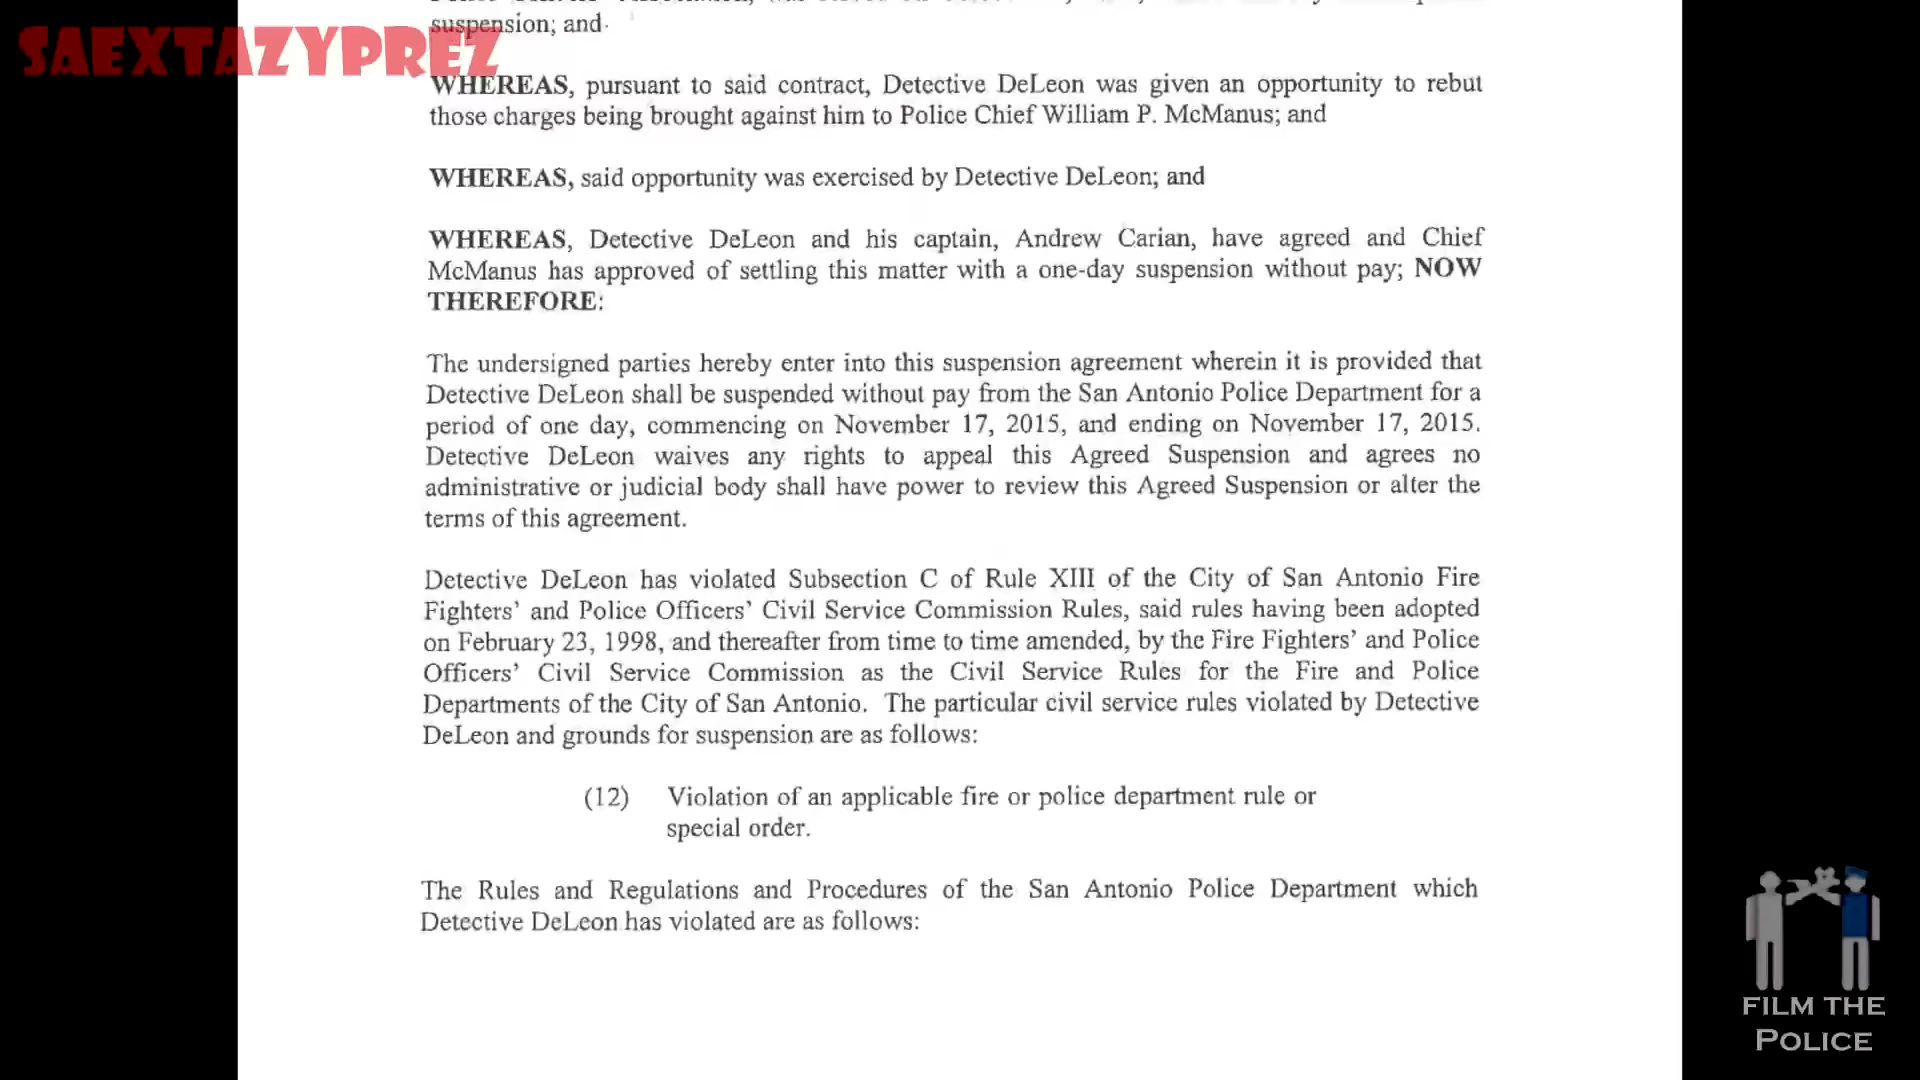 suspension; and
SAEXTAZYPREZ
WHEREAS, pursuant to said contract, Detective DeLeon was given an opportunity to rebut
those charges being brought against him to Police Chief William P. McManus; and
WHEREAS, said opportunity was exercised by Detective DeLeon; and
WHEREAS, Detective DeLeon and his captain, Andrew Carian, have agreed and Chief
McManus has approved of settling this matter with a one-day suspension without pay; NOW
THEREFORE:
The undersigned parties hereby enter into this suspension agreement wherein it is provided that
Detective DeLeon shall be suspended without pay from the San Antonio Police Department for a
period of one day, commencing on November 17, 2015, and ending on November 17, 2015.
Detective DeLeon waives any rights to appeal this Agreed Suspension and agrees no
administrative or judicial body shall have power to review this Agreed Suspension or alter the
terms of this agreement.
Detective DeLeon has violated Subsection C of Rule XIII of the City of San Antonio Fire
Fighters' and Police Officers' Civil Service Commission Rules, said rules having been adopted
on February 23, 1998, and thereafter from time to time amended, by the Fire Fighters' and Police
Officers' Civil Service Commission as the Civil Service Rules for the Fire and Police
Departments of the City of San Antonio. The particular civil service rules violated by Detective
DeLeon and grounds for suspension are as follows:
(12) Violation of an applicable fire or police department rule or
special order.
The Rules and Regulations and Procedures of the San Antonio Police Department which
Detective DeLeon has violated are as follows:
FILM THE
POLICE